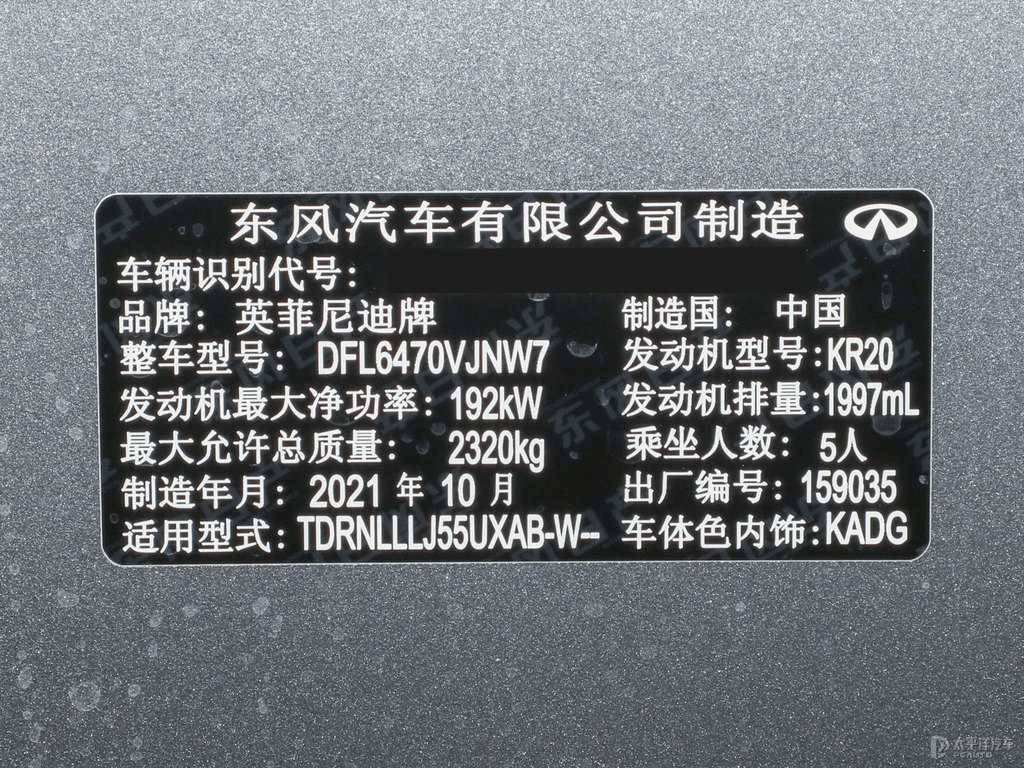 东风汽车有限公司制造
车辆识别代号：
品牌： 英菲尼迪牌 制造国： 中国
整车型号： DFL6470VJNW7 发动机型号：KR20
发动机最大净功率：192kW 发动机排量：1997mL
最大允许总质量： 2320kg 乘坐人数： 5人
制造年月： 2021 年 10 月 出厂编号：159035
适用型式：TDRNLLLJ55UXAB-W-- 车体色内饰：KADG
太平洋汽车
PCAUTO